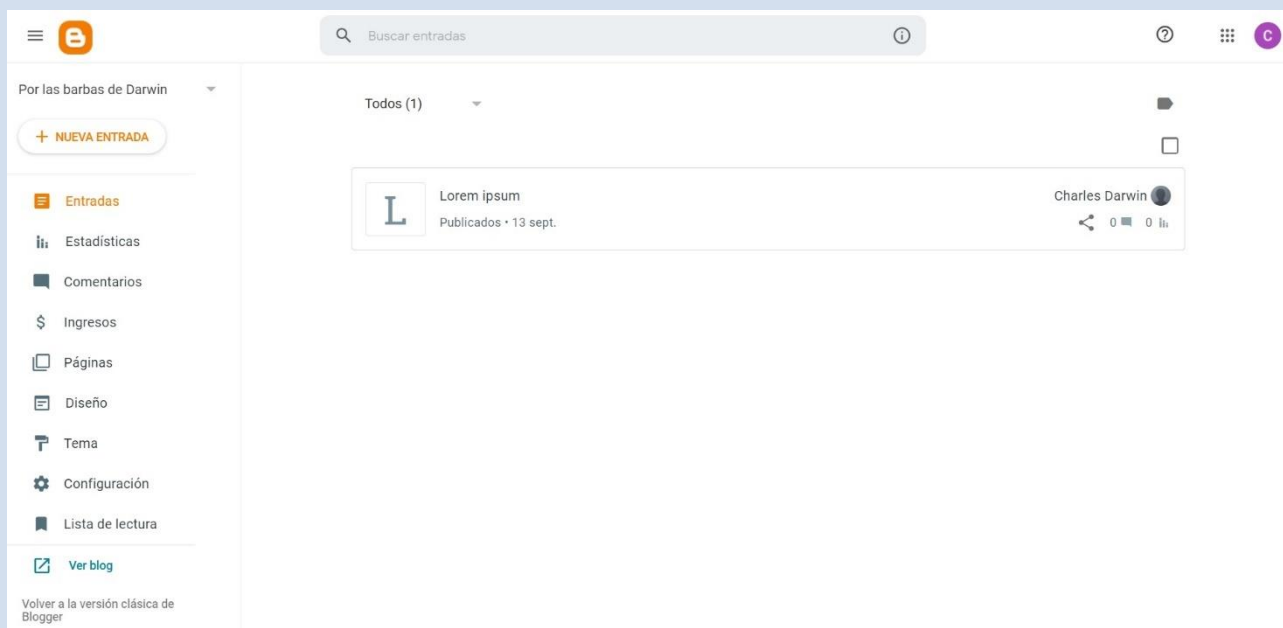 Buscar entradas
C
Por las barbas de Darwin
+ NUEVA ENTRADA
Entradas
Estadísticas
Comentarios
$ Ingresos
Páginas
Diseño
Tema
Configuración
Lista de lectura
Ver blog
Volver a la versión clásica de
Blogger
Todos (1)
L
Lorem ipsum
Publicados • 13 sept.
Charles Darwin
0 0